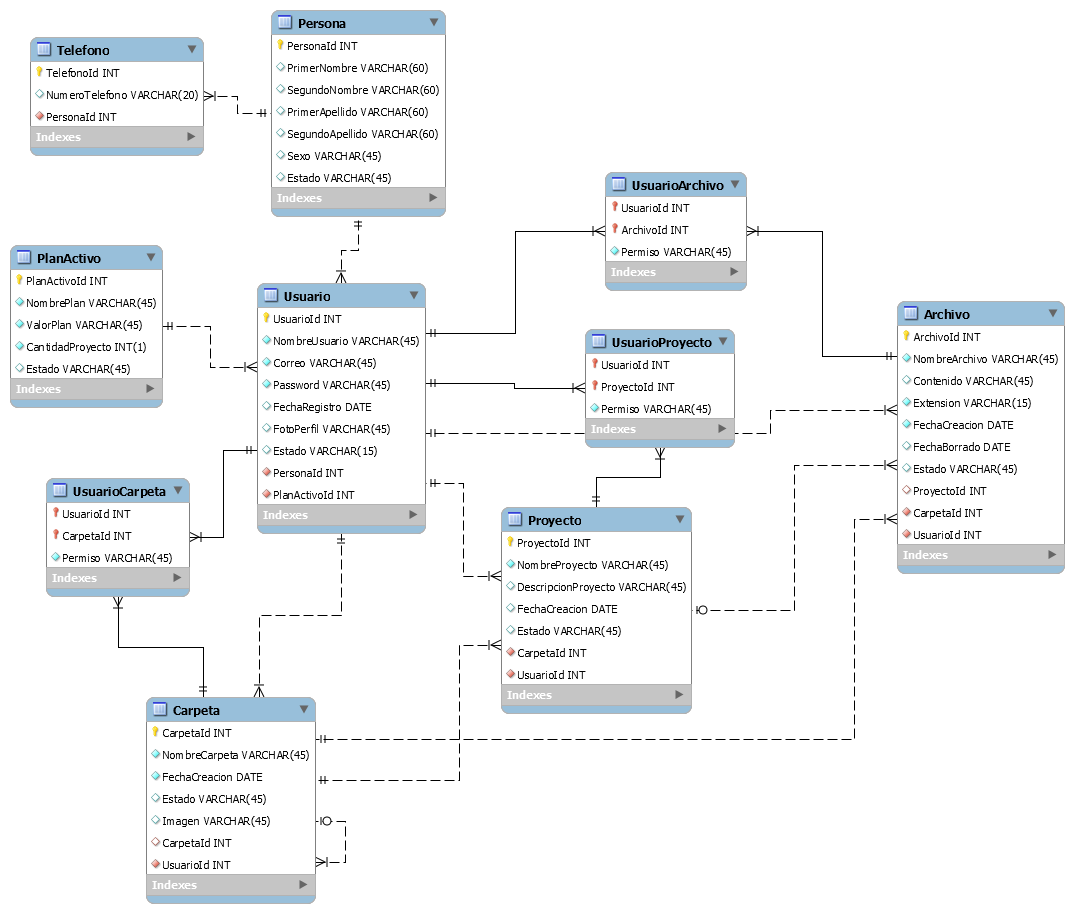 Telefono
TelefonoId INT
NumeroTelefono VARCHAR(20)
PersonaId INT
Indexes
Persona
PersonaId INT
PrimerNombre VARCHAR(60)
SegundoNombre VARCHAR(60)
PrimerApellido VARCHAR(60)
SegundoApellido VARCHAR(60)
Sexo VARCHAR(45)
Estado VARCHAR(45)
Indexes
UsuarioArchivo
UsuarioId INT
ArchivoId INT
Permiso VARCHAR(45)
Indexes
PlanActivo
PlanActivoId INT
NombrePlan VARCHAR(45)
ValorPlan VARCHAR(45)
CantidadProyecto INT(1)
Estado VARCHAR(45)
Indexes
Usuario
UsuarioId INT
NombreUsuario VARCHAR(45)
Correo VARCHAR(45)
Password VARCHAR(45)
FechaRegistro DATE
FotoPerfil VARCHAR(45)
Estado VARCHAR(15)
PersonaId INT
PlanActivoId INT
Indexes
UsuarioProyecto
UsuarioId INT
ProyectoId INT
Permiso VARCHAR(45)
Indexes
Archivo
ArchivoId INT
NombreArchivo VARCHAR(45)
Contenido VARCHAR(45)
Extension VARCHAR(15)
FechaCreacion DATE
FechaBorrado DATE
Estado VARCHAR(45)
ProyectoId INT
CarpetaId INT
UsuarioId INT
Indexes
UsuarioCarpeta
UsuarioId INT
CarpetaId INT
Permiso VARCHAR(45)
Indexes
Proyecto
ProyectoId INT
NombreProyecto VARCHAR(45)
DescripcionProyecto VARCHAR(45)
FechaCreacion DATE
Estado VARCHAR(45)
CarpetaId INT
UsuarioId INT
Indexes
Carpeta
CarpetaId INT
NombreCarpeta VARCHAR(45)
FechaCreacion DATE
Estado VARCHAR(45)
Imagen VARCHAR(45)
CarpetaId INT
UsuarioId INT
Indexes